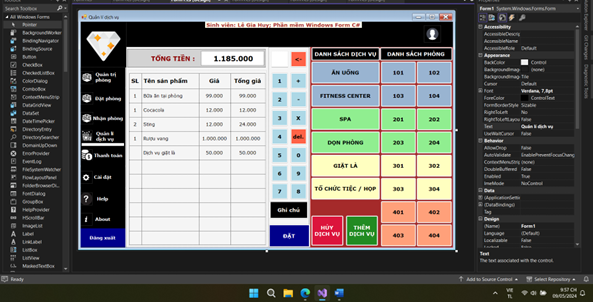 Search Toolbox
All Windows Forms
Pointer
BackgroundWorker
BindingNavigator
BindingSource
Button
CheckBox
CheckedListBox
ColorDialog
ComboBox
ContextMenuStrip
DataGridView
DataSet
DateTimePicker
DirectoryEntry
DirectorySearcher
DomainUpDown
ErrorProvider
EventLog
FileSystemWatcher
FlowLayoutPanel
FolderBrowserDi
FontDialog
GroupBox
HelpProvider
HScrollBar
ImageList
Label
LinkLabel
ListBox
ListView
MaskedTextBox
Quản lí dịch vụ
Sinh viên: Lê Gia Huy; Phần mềm Windows Form C#
Quản trị phòng
Đặt phòng
Nhận phòng
Quản lí dịch vụ
Thanh toán
Cài đặt
Help
About
Đăng xuất
TỔNG TIỀN :
1.185.000
SL Tên sản phẩm Giá Tổng giá
1 Bữa ăn tại phòng 99.000 99.000
1 Cococola 12.000 12.000
2 Sting 12.000 24.000
1 Rượu vang 1.000.000 1.000.000
Dịch vụ giặt là 50.000 50.000
<-
1 +
2 -
3 X
4 del.
5 0
6 9
7 8
Ghi chú
ĐẶT
DANH SÁCH DỊCH VỤ DANH SÁCH PHÒNG
ĂN UỐNG 101 102
FITNESS CENTER 103 104
SPA 201 202
DỌN PHÒNG 203 204
GIẶT LÀ 301 302
TỔ CHỨC TIỆC / HỌP 303 304
401 402
HỦY DỊCH VỤ
THÊM DỊCH VỤ
403 404
Form1 System.Windows.Forms.Form
Accessibility
AccessibleDescrip
AccessibleName
AccessibleRole Default
Appearance
BackColor Control
BackgroundImage (none)
BackgroundImage Tile
Cursor Default
Font Verdana, 7,8pt
ForeColor ControlText
FormBorderStyle Sizable
RightToLeft No
RightToLeftLayou False
Text Quản lí dịch vụ
UseWaitCursor False
Behavior
AllowDrop False
AutoValidate EnablePreventFocusChang
ContextMenuStrip (none)
DoubleBuffered False
Enabled True
ImeMode NoControl
Data
(ApplicationSettin
(DataBindings)
Tag
Design
(Name) Form1
Language (Default)
Localizable False
Text
The text associated with the control.
Add to Source Control
Select Repository
VIE
TL
9:57 CH
09/05/2024